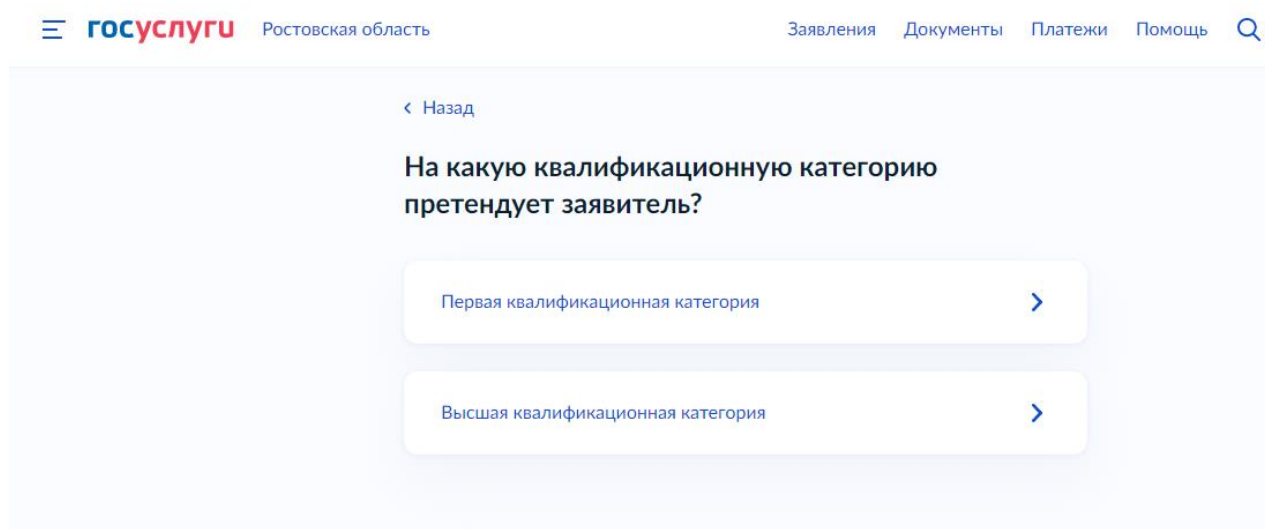 госуслуги Ростовская область Заявления Документы Платежи Помощь
Назад
На какую квалификационную категорию
претендует заявитель?
Первая квалификационная категория
Высшая квалификационная категория